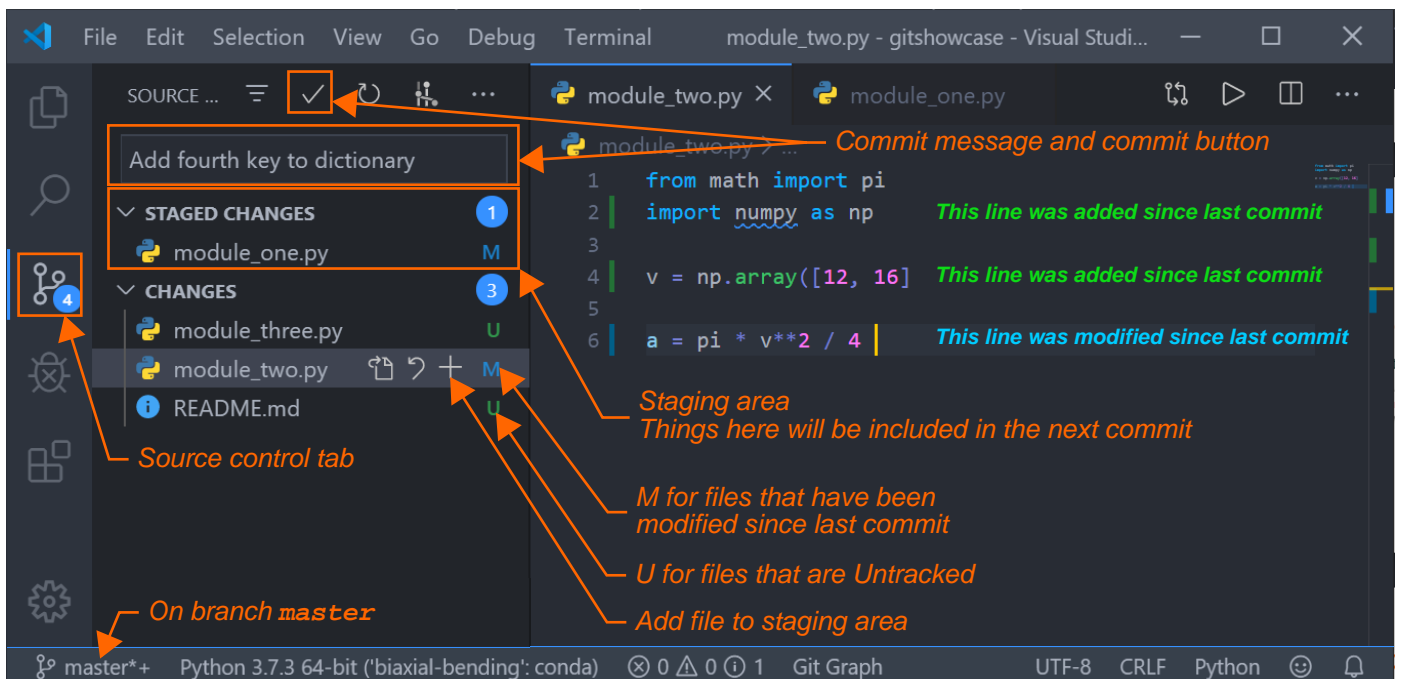 File Edit Selection View Go Debug Terminal module_two.py - gitshowcase - Visual Studi...
SOURCE ...
module_two.py
module_one.py
Commit message and commit button
Add fourth key to dictionary
module_two.py > ...
STAGED CHANGES 1
module_one.py M
CHANGES 3
module_three.py U
module_two.py M
README.md U
4
1 from math import pi
2 import numpy as np This line was added since last commit
3
4 v = np.array([12, 16] This line was added since last commit
5
6 a = pi * v**2 / 4 This line was modified since last commit
Staging area
Things here will be included in the next commit
Source control tab
M for files that have been
modified since last commit
U for files that are Untracked
Add file to staging area
On branch master
master*+ Python 3.7.3 64-bit ('biaxial-bending': conda) 0 0 1 Git Graph UTF-8 CRLF Python